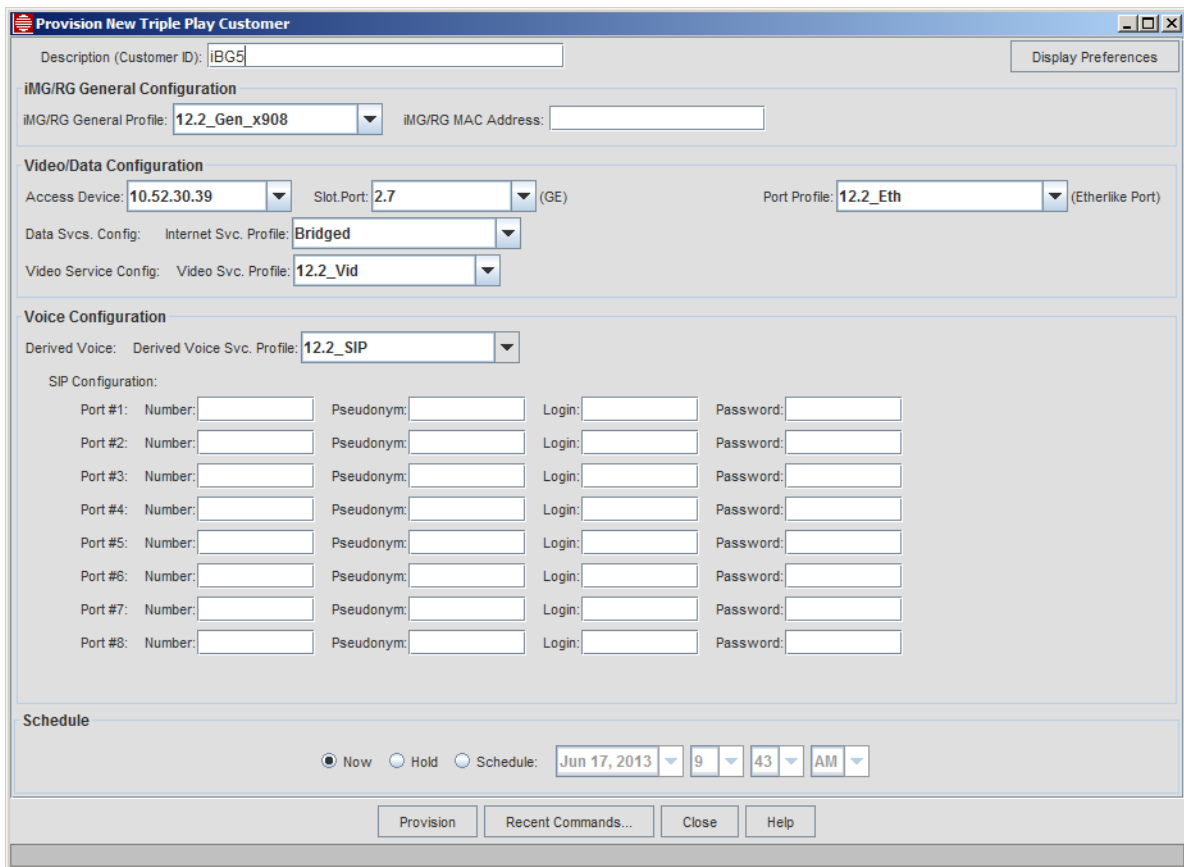 Provision New Triple Play Customer
Description (Customer ID): iBG5 Display Preferences
iMG/RG General Configuration
iMG/RG General Profile: 12.2_Gen_x908 iMG/RG MAC Address:
Video/Data Configuration
Access Device: 10.52.30.39 Slot.Port: 2.7 (GE) Port Profile: 12.2_Eth (Etherlike Port)
Data Svcs. Config: Internet Svc. Profile: Bridged
Video Service Config: Video Svc. Profile: 12.2_Vid
Voice Configuration
Derived Voice: Derived Voice Svc. Profile: 12.2_SIP
SIP Configuration:
Port #1: Number: Pseudonym: Login: Password:
Port #2: Number: Pseudonym: Login: Password:
Port #3: Number: Pseudonym: Login: Password:
Port #4: Number: Pseudonym: Login: Password:
Port #5: Number: Pseudonym: Login: Password:
Port #6: Number: Pseudonym: Login: Password:
Port #7: Number: Pseudonym: Login: Password:
Port #8: Number: Pseudonym: Login: Password:
Schedule
Now Hold Schedule: Jun 17, 2013 9 43 AM
Provision Recent Commands... Close Help